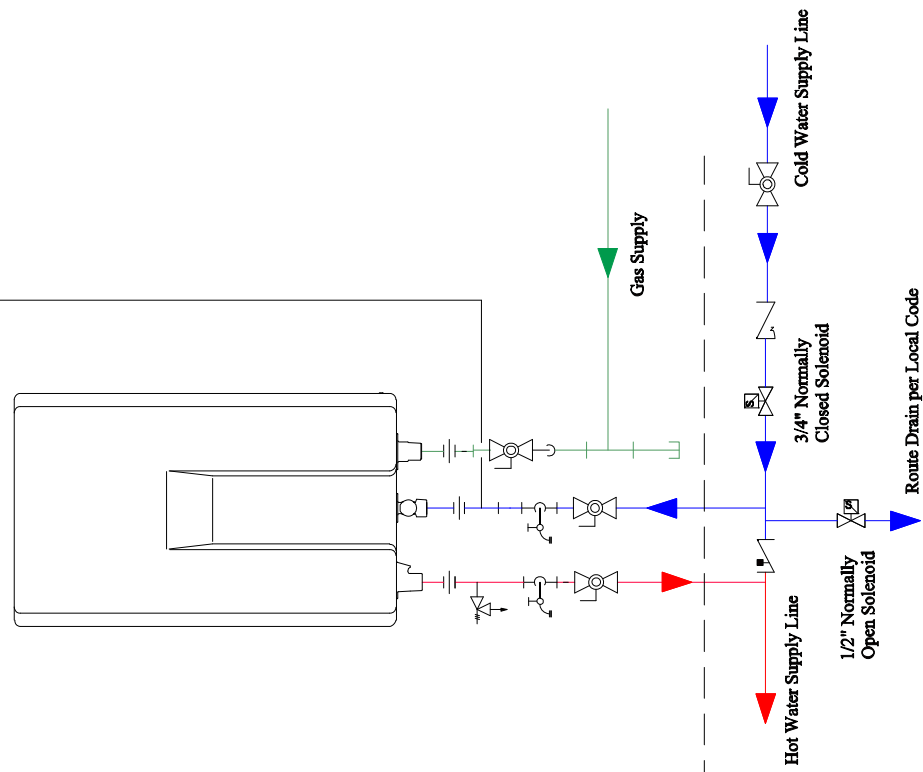 Cold Water Supply Line
Gas Supply
3/4" Normally
Closed Solenoid
S
Route Drain per Local Code
S
1/2" Normally
Open Solenoid
Hot Water Supply Line